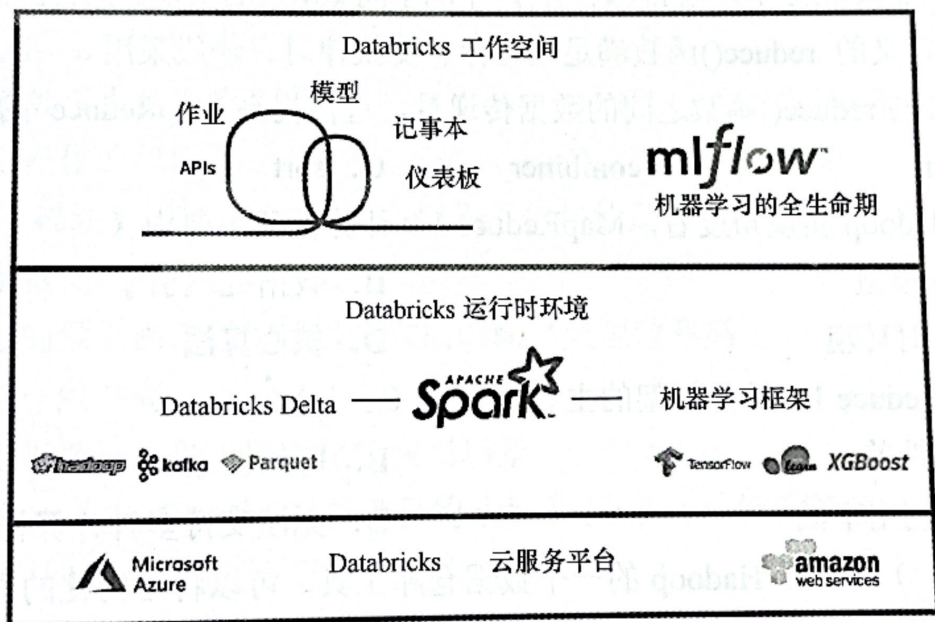 Databricks 工作空间
模型
作业
记事本
APIs
仪表板
mlflow™
机器学习的全生命期
Databricks 运行时环境
APACHE
Spark™
Databricks Delta
机器学习框架
hadoop
kafka
Parquet
TensorFlow
learn
XGBoost
Microsoft
Azure
Databricks 云服务平台
amazon
web services